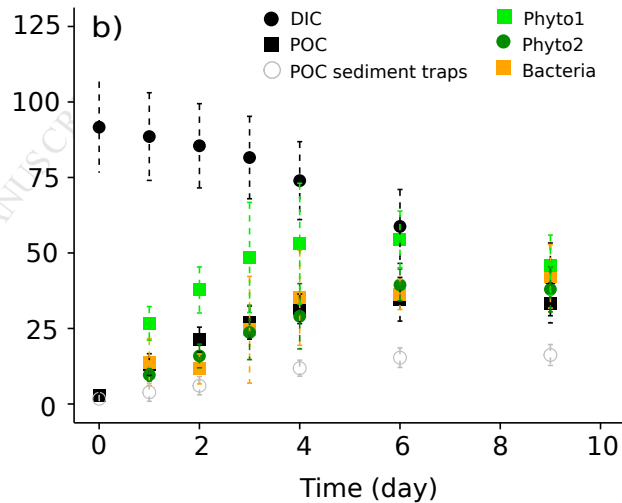 b)
DIC
POC
POC sediment traps
Phyto1
Phyto2
Bacteria
125
100
75
50
25
0
0 2 4 6 8 10
Time (day)
NUSCR